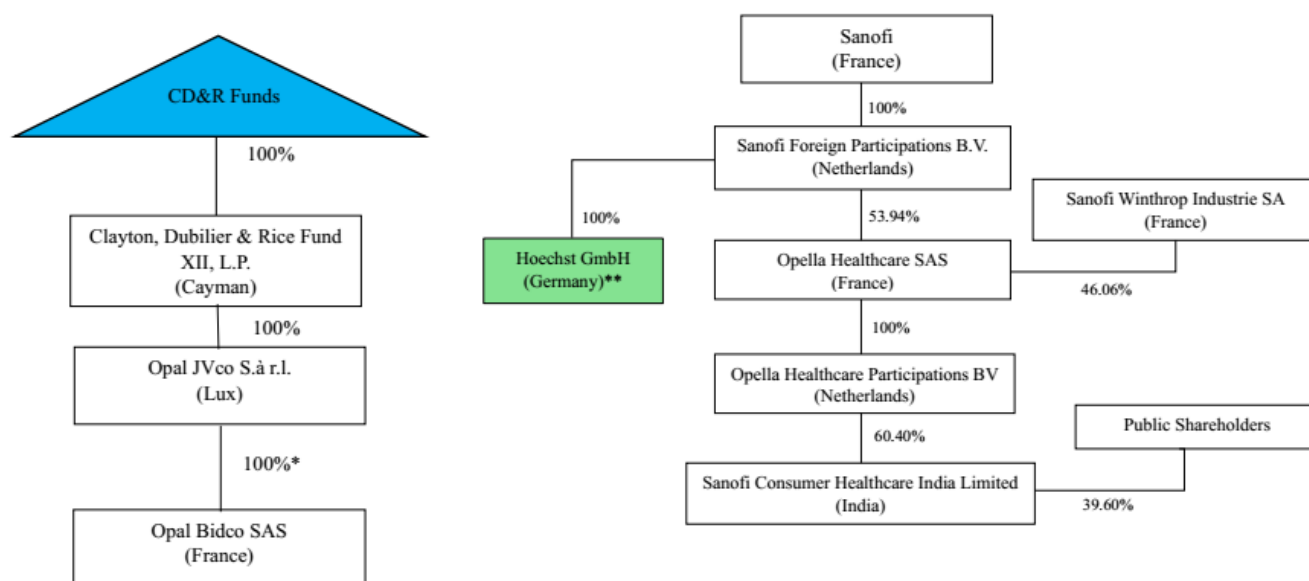 CD&R Funds
100%
Clayton, Dubilier & Rice Fund
XII, L.P.
(Cayman)
100%
Opal JVco S.à r.l.
(Lux)
100%*
Opal Bidco SAS
(France)
Sanofi
(France)
100%
Sanofi Foreign Participations B.V.
(Netherlands)
100%
Hoechst GmbH
(Germany)**
53.94%
Sanofi Winthrop Industrie SA
(France)
Opella Healthcare SAS
(France)
46.06%
100%
Opella Healthcare Participations BV
(Netherlands)
60.40%
Public Shareholders
Sanofi Consumer Healthcare India Limited
(India)
39.60%